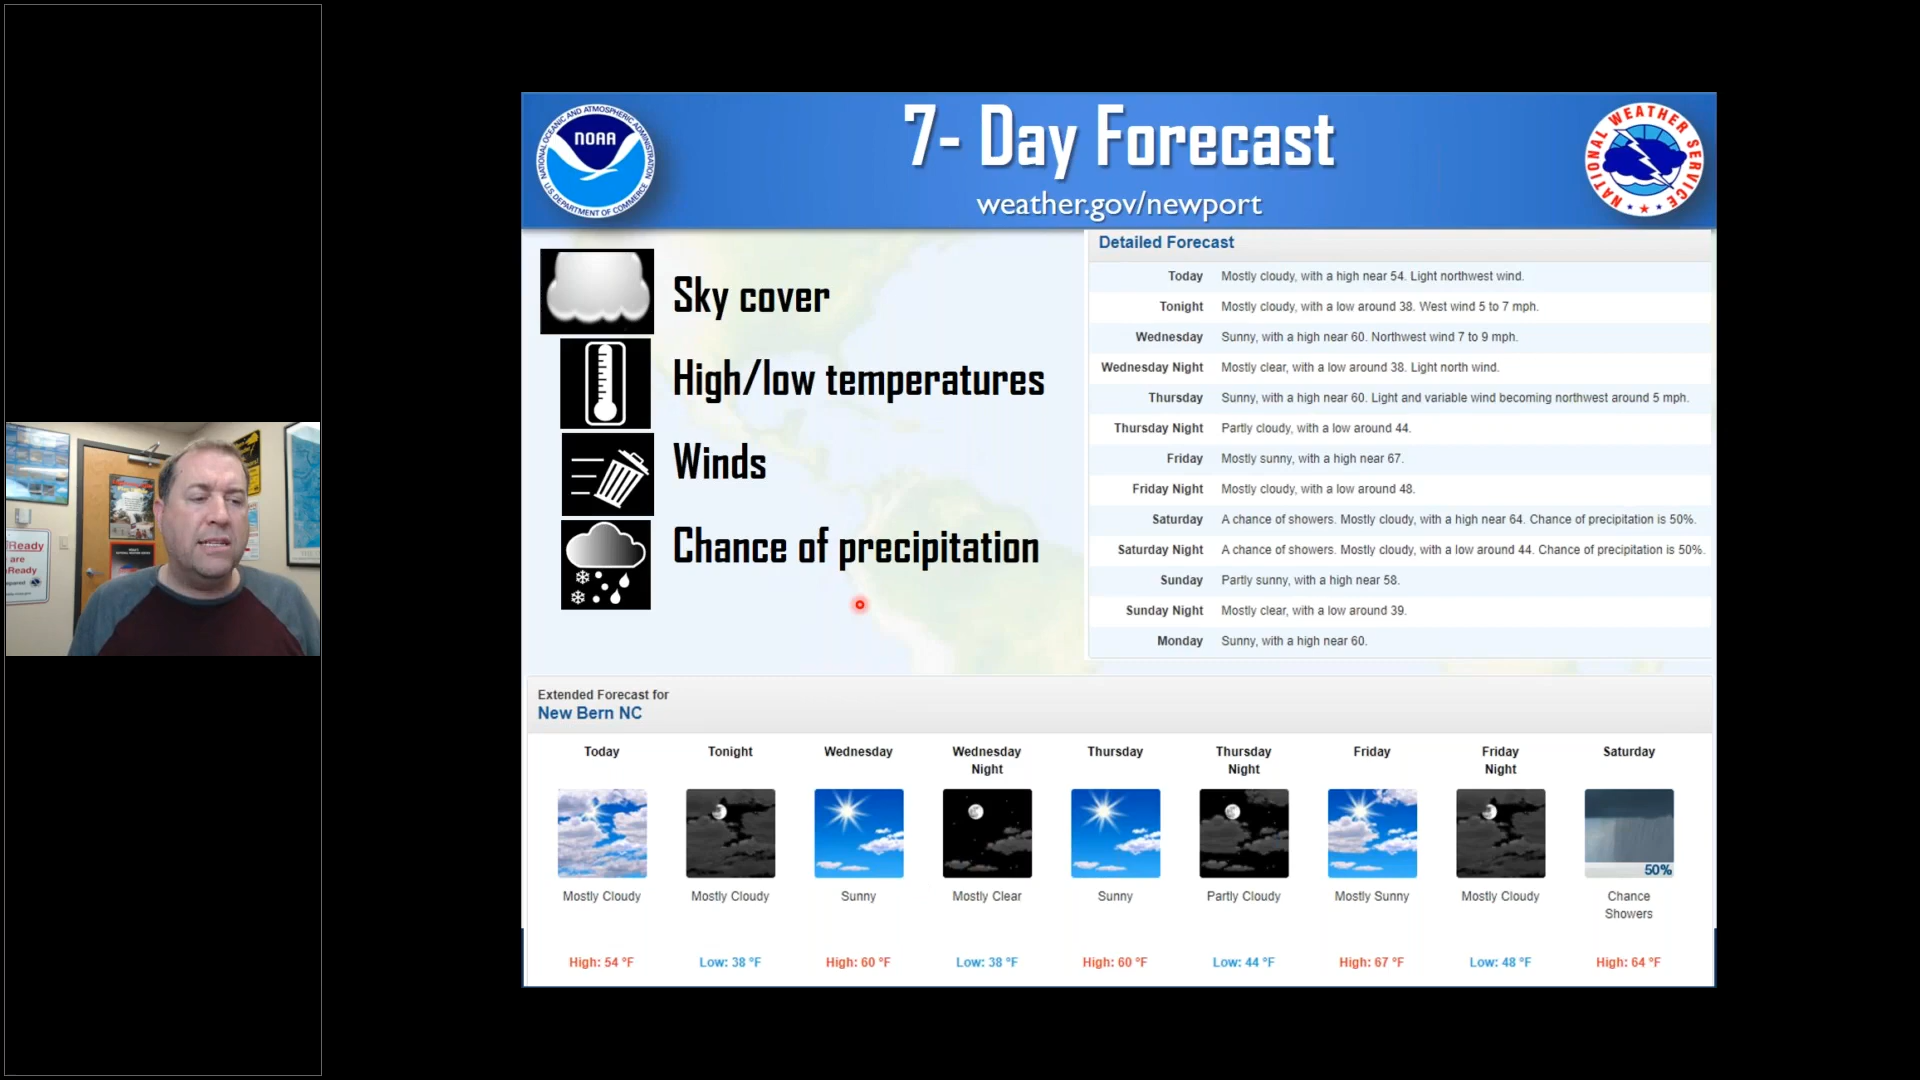 7- Day Forecast
weather.gov/newport
NATIONAL OCEANIC AND ATMOSPHERIC ADMINISTRATION
NOAA
U.S. DEPARTMENT OF COMMERCE
NATIONAL WEATHER SERVICE
Sky cover
High/low temperatures
Winds
Chance of precipitation
Detailed Forecast
Today Mostly cloudy, with a high near 54. Light northwest wind.
Tonight Mostly cloudy, with a low around 38. West wind 5 to 7 mph.
Wednesday Sunny, with a high near 60. Northwest wind 7 to 9 mph.
Wednesday Night Mostly clear, with a low around 38. Light north wind.
Thursday Sunny, with a high near 60. Light and variable wind becoming northwest around 5 mph.
Thursday Night Partly cloudy, with a low around 44.
Friday Mostly sunny, with a high near 67.
Friday Night Mostly cloudy, with a low around 48.
Saturday A chance of showers. Mostly cloudy, with a high near 64. Chance of precipitation is 50%.
Saturday Night A chance of showers. Mostly cloudy, with a low around 44. Chance of precipitation is 50%.
Sunday Partly sunny, with a high near 58.
Sunday Night Mostly clear, with a low around 39.
Monday Sunny, with a high near 60.
Ready
are
Ready
Extended Forecast for
New Bern NC
Today Tonight Wednesday Wednesday Night Thursday Thursday Night Friday Friday Night Saturday
50%
Mostly Cloudy Mostly Cloudy Sunny Mostly Clear Sunny Partly Cloudy Mostly Sunny Mostly Cloudy Chance Showers
High: 54 °F Low: 38 °F High: 60 °F Low: 38 °F High: 60 °F Low: 44 °F High: 67 °F Low: 48 °F High: 64 °F